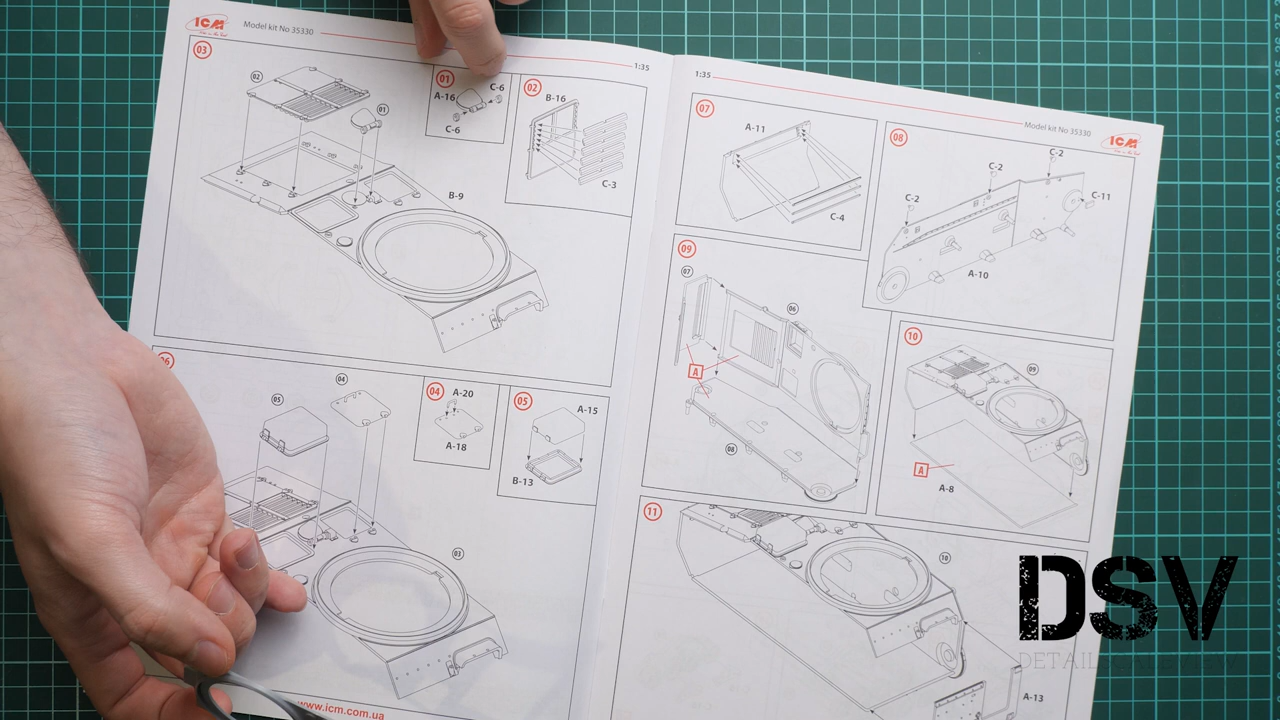 ICM
Model kit No 35330
1:35
03
02
01
B-9
01
A-16
C-6
C-6
02
B-16
C-3
06
05
04
03
04
A-20
A-18
05
A-15
B-13
www.icm.com.ua
1:35
Model kit No 35330
ICM
07
A-11
C-4
08
C-2
C-2
C-2
C-11
A-10
09
07
06
A
08
10
09
A
A-8
11
10
A-13
DSV